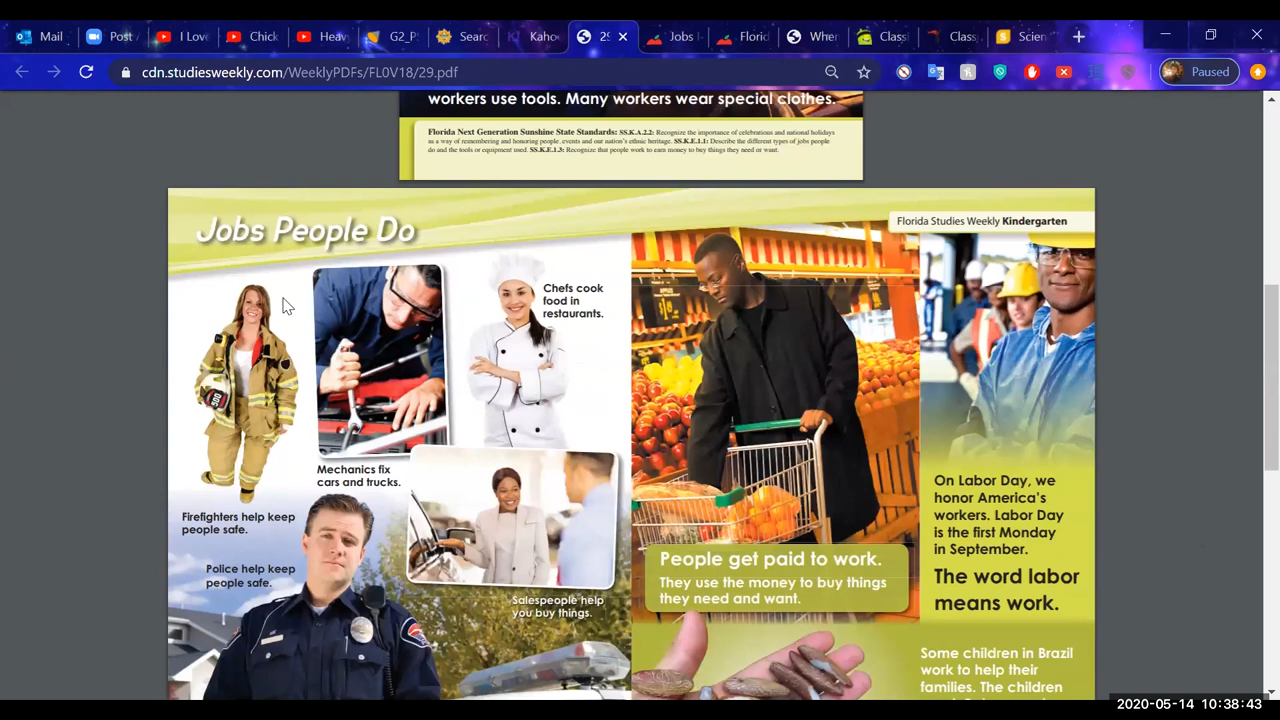 Mail
Post
I Love
Chick
Heav
G2_P
Searc
Kaho
29
Jobs I
Florid
Wher
Classl
Class
Scien
cdn.studiesweekly.com/WeeklyPDFs/FL0V18/29.pdf
Paused
workers use tools. Many workers wear special clothes.
Florida Next Generation Sunshine State Standards: SS.K.A.2.2: Recognize the importance of celebrations and national holidays
as a way of remembering and honoring people, events and our nation's ethnic heritage. SS.K.E.1.1: Describe the different types of jobs people
do and the tools or equipment used. SS.K.E.1.3: Recognize that people work to earn money to buy things they need or want.
Jobs People Do
Florida Studies Weekly Kindergarten
Chefs cook
food in
restaurants.
500
Mechanics fix
cars and trucks.
Firefighters help keep
people safe.
Police help keep
people safe.
Salespeople help
you buy things.
People get paid to work.
They use the money to buy things
they need and want.
On Labor Day, we
honor America's
workers. Labor Day
is the first Monday
in September.
The word labor
means work.
Some children in Brazil
work to help their
families. The children
2020-05-14 10:38:43